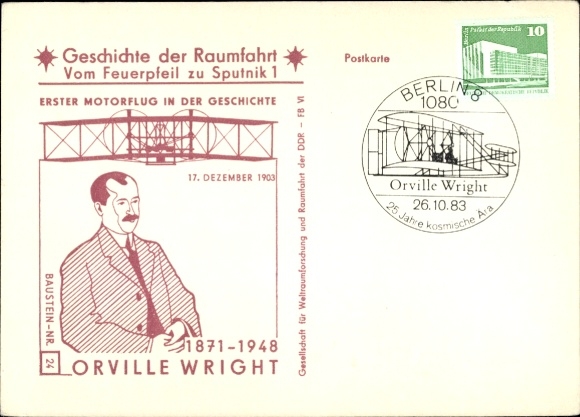 Geschichte der Raumfahrt
Vom Feuerpfeil zu Sputnik 1
ERSTER MOTORFLUG IN DER GESCHICHTE
17. DEZEMBER 1903
BAUSTEIN-NR.
24
1871-1948
ORVILLE WRIGHT
Gesellschaft für Weltraumforschung und Raumfahrt der DDR - F8 VI
Postkarte
Berlin, Palast der Republik
10
BERLIN 8
1080
Orville Wright
26.10.83
25 Jahre kosmische Ära